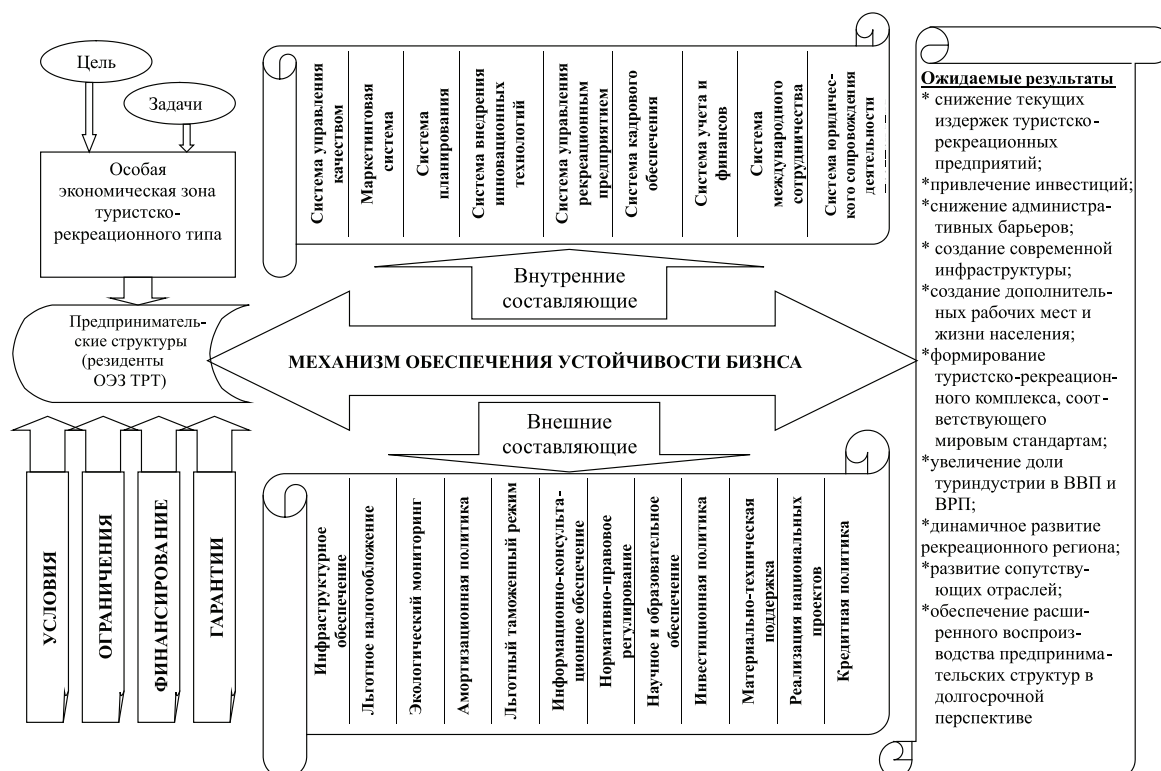 Цель
Задачи
Особая
экономическая зона
туристско-
рекреационного типа
Предприниматель-
ские структуры
(резиденты
ОЭЗ ТРТ)
УСЛОВИЯ
ОГРАНИЧЕНИЯ
ФИНАНСИРОВАНИЕ
ГАРАНТИИ
Система управления
качеством
Маркетинговая
система
Система
планирования
Система внедрения
инновационных
технологий
Система управления
рекреационным
предприятием
Система кадрового
обеспечения
Система учета и
финансов
Система
международного
сотрудничества
Система юридичес-
кого сопровождения
деятельности
Внутренние
составляющие
МЕХАНИЗМ ОБЕСПЕЧЕНИЯ УСТОЙЧИВОСТИ БИЗНСА
Внешние
составляющие
Инфраструктурное
обеспечение
Льготное налогообложение
Экологический мониторинг
Амортизационная политика
Льготный таможенный режим
Информационно-консульта-
ционное обеспечение
Нормативно-правовое
регулирование
Научное и образовательное
обеспечение
Инвестиционная политика
Материально-техническая
поддержка
Реализация национальных
проектов
Кредитная политика
Ожидаемые результаты
* снижение текущих
издержек туристско-
рекреационных
предприятий;
*привлечение инвестиций;
*снижение администра-
тивных барьеров;
* создание современной
инфраструктуры;
*создание дополнитель-
ных рабочих мест и
жизни населения;
*формирование
туристско-рекреацион-
ного комплекса, соот-
ветствующего
мировым стандартам;
*увеличение доли
туриндустрии в ВВП и
ВРП;
*динамичное развитие
рекреационного региона;
*развитие сопутству-
ющих отраслей;
*обеспечение расши-
ренного воспроиз-
водства предпринима-
тельских структур в
долгосрочной
перспективе